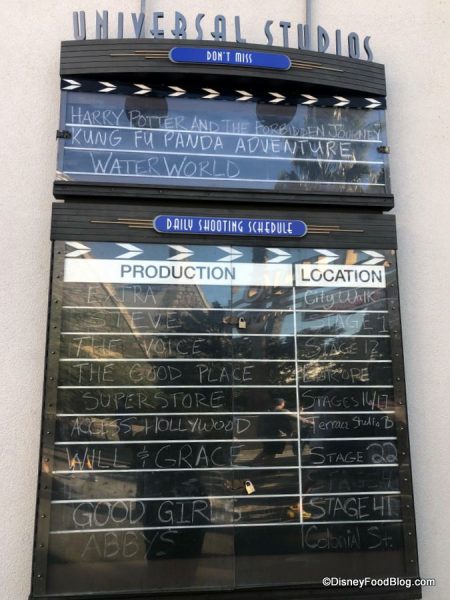 UNIVERSAL STUDIOS
DON'T MISS
HARRY POTTER AND THE FORBIDDEN JOURNEY
KUNG FU PANDA ADVENTURE
WATERWORLD
DAILY SHOOTING SCHEDULE
PRODUCTION LOCATION
EXTRA City Walk
STEVE STAGE 1
THE VOICE STAGE 12
THE GOOD PLACE EUROPE
SUPERSTORE STAGES 16/17
ACCESS HOLLYWOOD Studio B
WILL & GRACE STAGE 22
GOOD GIRLS STAGE 41
ABBYS Colonial St.
©DisneyFoodBlog.com